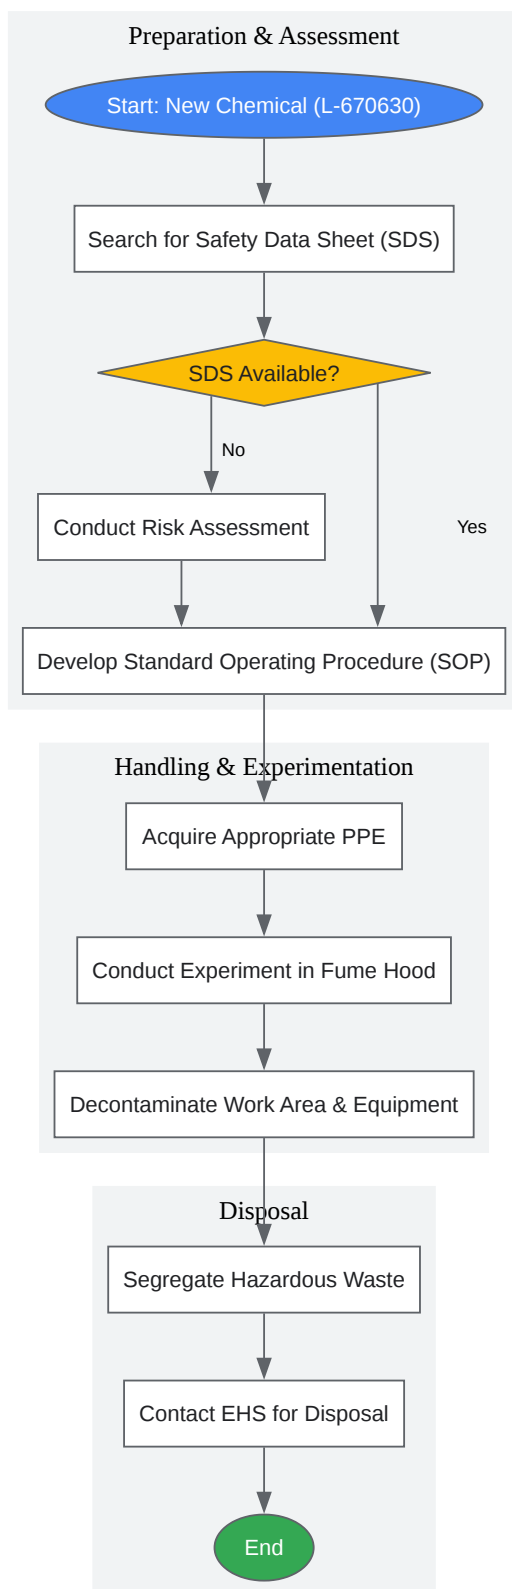 Preparation & Assessment
Start: New Chemical (L-670630)
Search for Safety Data Sheet (SDS)
SDS Available?
No
Conduct Risk Assessment
Yes
Develop Standard Operating Procedure (SOP)
Handling & Experimentation
Acquire Appropriate PPE
Conduct Experiment in Fume Hood
Decontaminate Work Area & Equipment
Disposal
Segregate Hazardous Waste
Contact EHS for Disposal
End